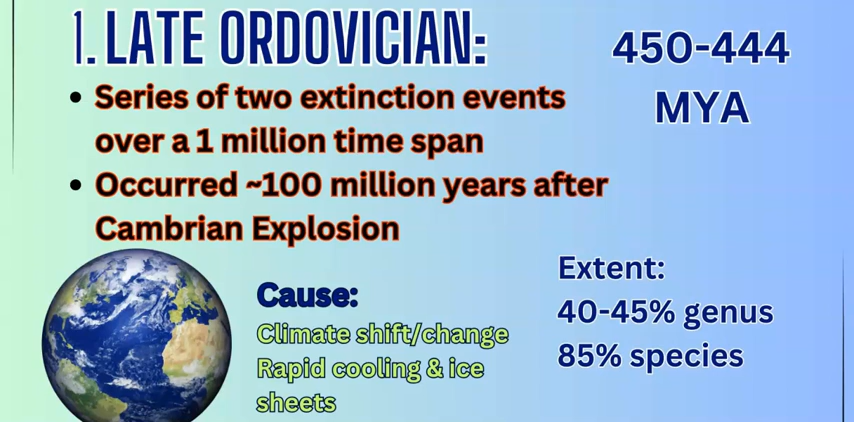 1. LATE ORDOVICIAN:
450-444
MYA
• Series of two extinction events
over a 1 million time span
• Occurred ~100 million years after
Cambrian Explosion
Cause:
Climate shift/change
Rapid cooling & ice
sheets
Extent:
40-45% genus
85% species